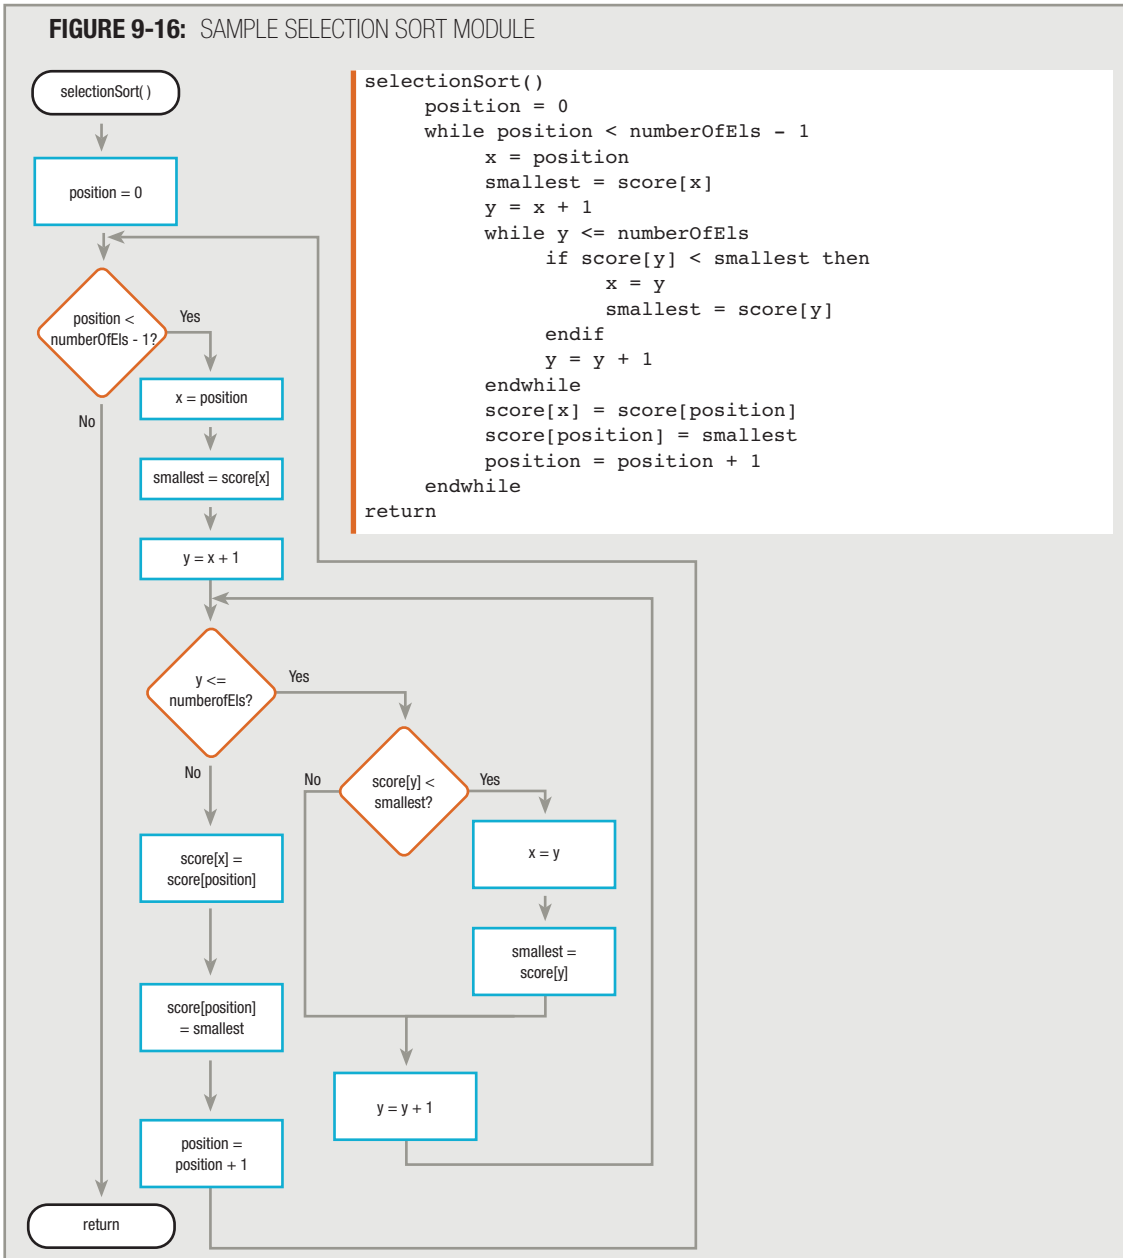 FIGURE 9-16: SAMPLE SELECTION SORT MODULE
selectionSort()
position = 0
while position < numberOfEls - 1
x = position
smallest = score[x]
y = x + 1
while y <= numberOfEls
if score[y] < smallest then
x = y
smallest = score[y]
endif
y = y + 1
endwhile
score[x] = score[position]
score[position] = smallest
position = position + 1
endwhile
return
selectionSort( )
position = 0
position <
numberOfEls - 1?
Yes
No
x = position
smallest = score[x]
y = x + 1
y <=
numberofEls?
Yes
No
score[y] <
smallest?
No
Yes
x = y
smallest =
score[y]
y = y + 1
score[x] =
score[position]
score[position]
= smallest
position =
position + 1
return